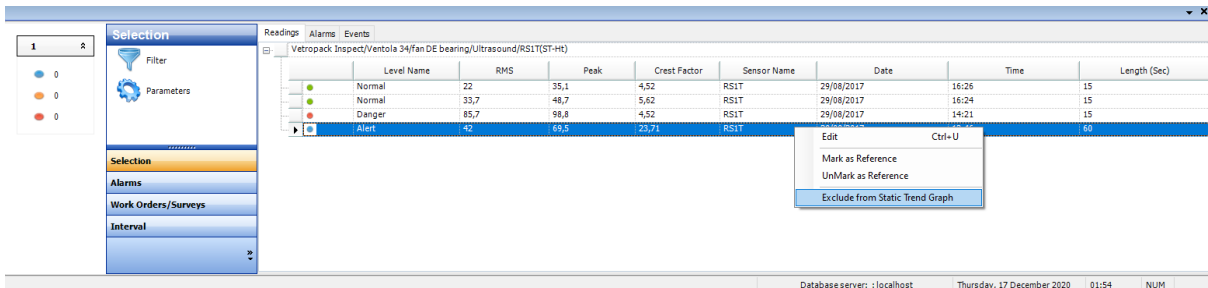 1
0
0
0
Selection
Filter
Parameters
Selection
Alarms
Work Orders/Surveys
Interval
Readings Alarms Events
Vetropack Inspect/Ventola 34/fan DE bearing/Ultrasound/RS1T(ST-Ht)
Level Name RMS Peak Crest Factor Sensor Name Date Time Length (Sec)
Normal 22 35,1 4,52 RS1T 29/08/2017 16:26 15
Normal 33,7 48,7 5,62 RS1T 29/08/2017 16:24 15
Danger 85,7 98,8 4,52 RS1T 29/08/2017 14:21 15
Alert 42 69,5 23,71 RS1T 60
Edit Ctrl+U
Mark as Reference
UnMark as Reference
Exclude from Static Trend Graph
Database server: : localhost Thursday, 17 December 2020 01:54 NUM